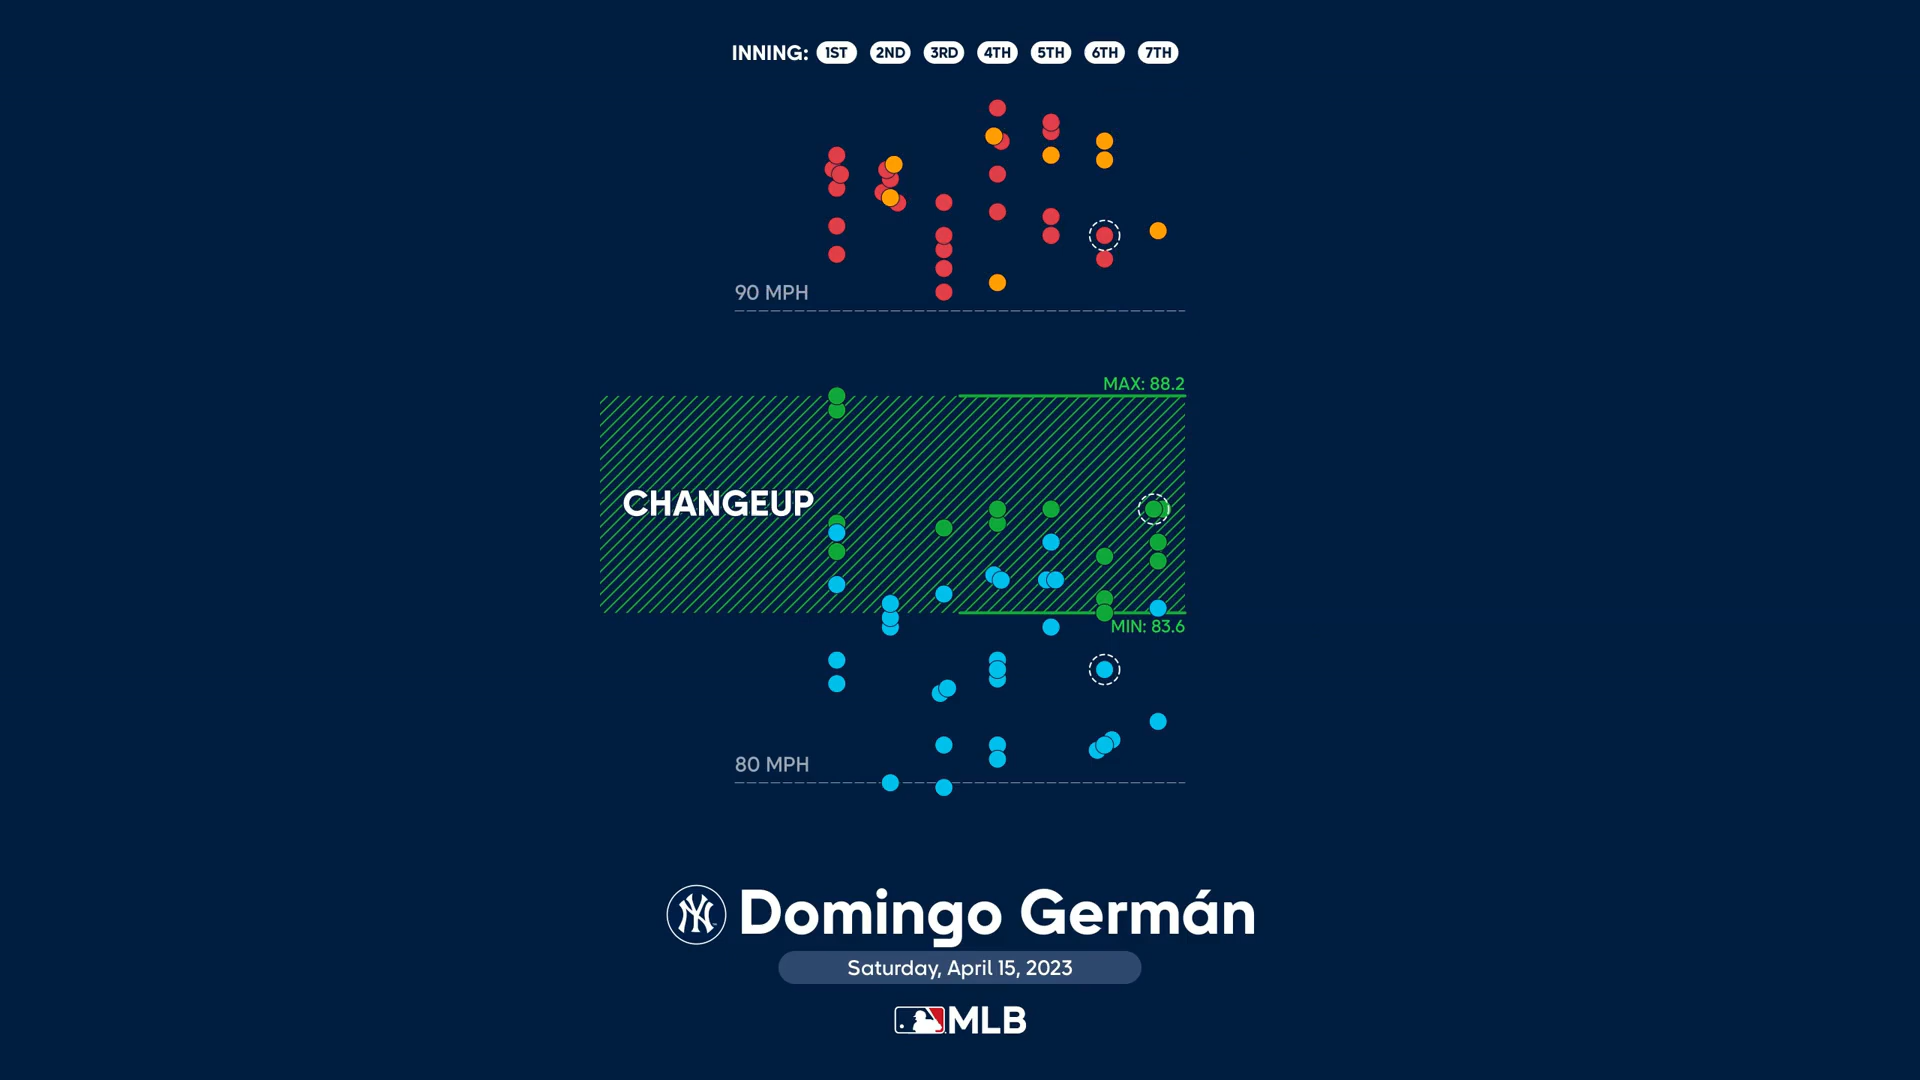 INNING: 1ST 2ND 3RD 4TH 5TH 6TH 7TH
90 MPH
MAX: 88.2
CHANGEUP
MIN: 83.6
80 MPH
NY Domingo Germán
Saturday, April 15, 2023
MLB